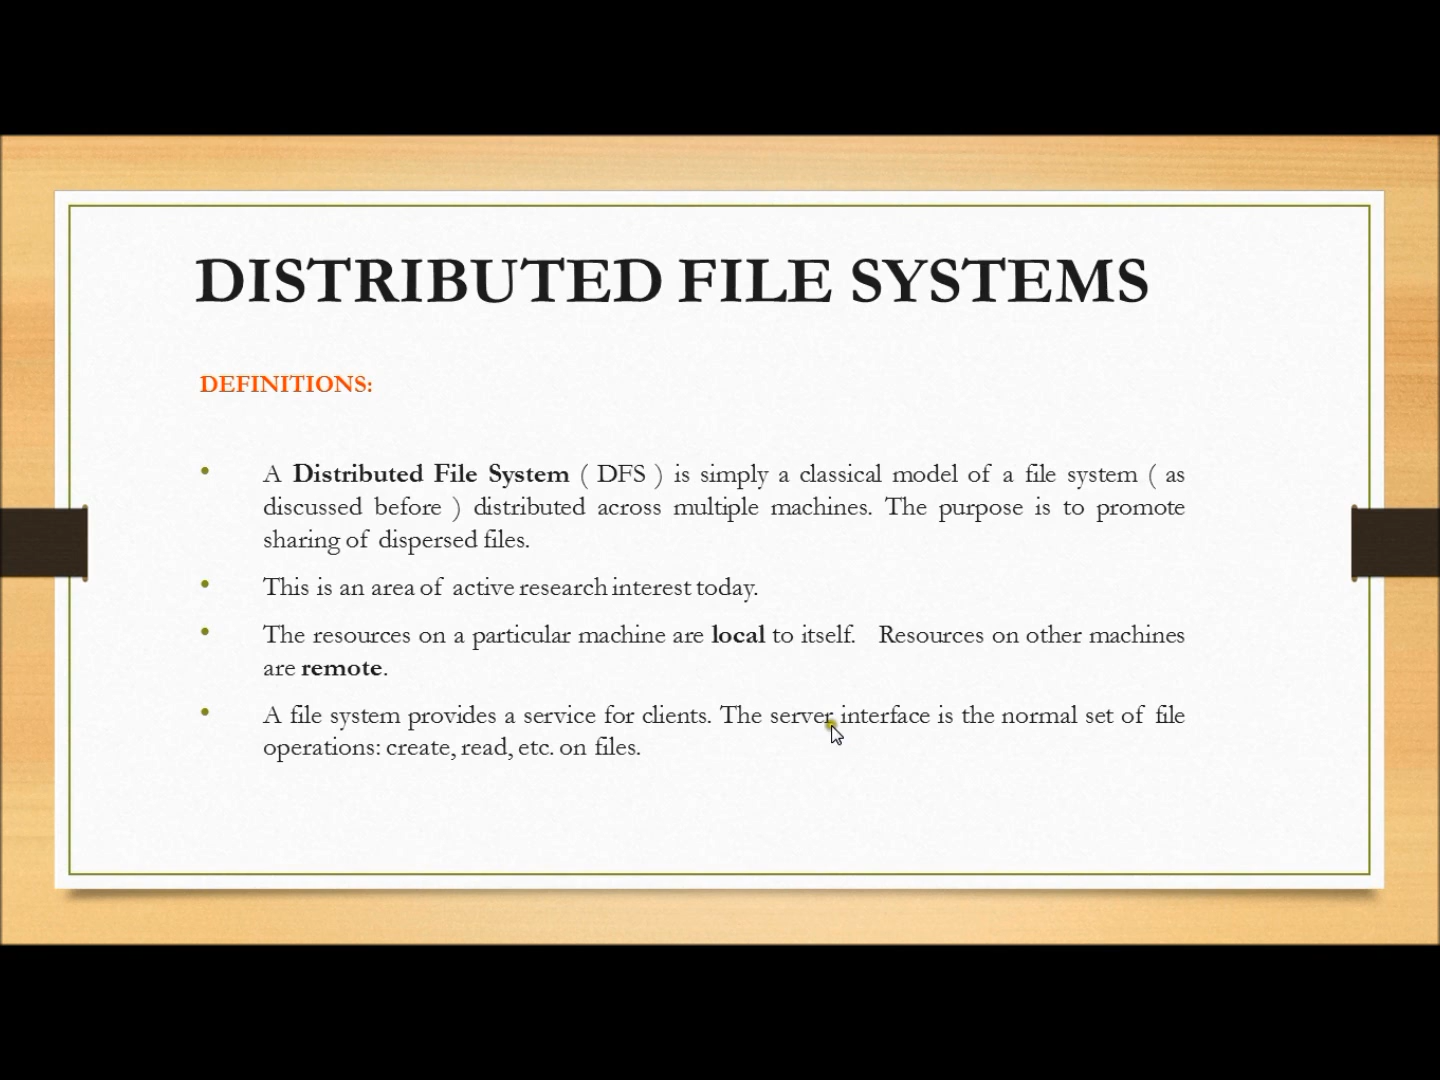 DISTRIBUTED FILE SYSTEMS
DEFINITIONS:
• A Distributed File System ( DFS ) is simply a classical model of a file system ( as
discussed before ) distributed across multiple machines. The purpose is to promote
sharing of dispersed files.
• This is an area of active research interest today.
• The resources on a particular machine are local to itself. Resources on other machines
are remote.
• A file system provides a service for clients. The server interface is the normal set of file
operations: create, read, etc. on files.